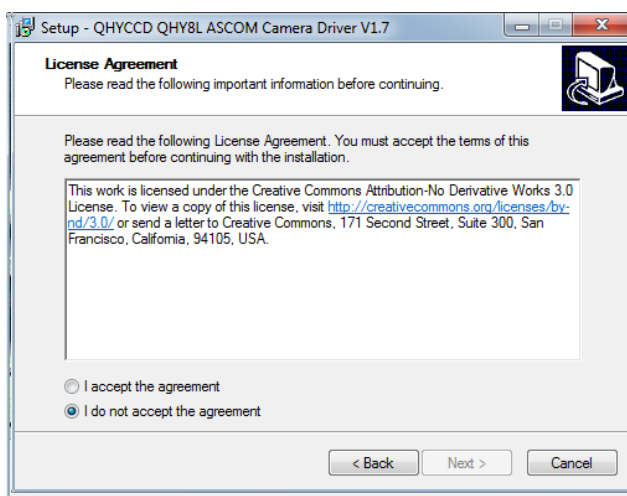 Setup - QHYCCD QHY8L ASCOM Camera Driver V1.7
License Agreement
Please read the following important information before continuing.
Please read the following License Agreement. You must accept the terms of this
agreement before continuing with the installation.
This work is licensed under the Creative Commons Attribution-No Derivative Works 3.0
License. To view a copy of this license, visit http://creativecommons.org/licenses/by-
nd/3.0/ or send a letter to Creative Commons, 171 Second Street, Suite 300, San
Francisco, California, 94105, USA.
I accept the agreement
I do not accept the agreement
< Back Next > Cancel